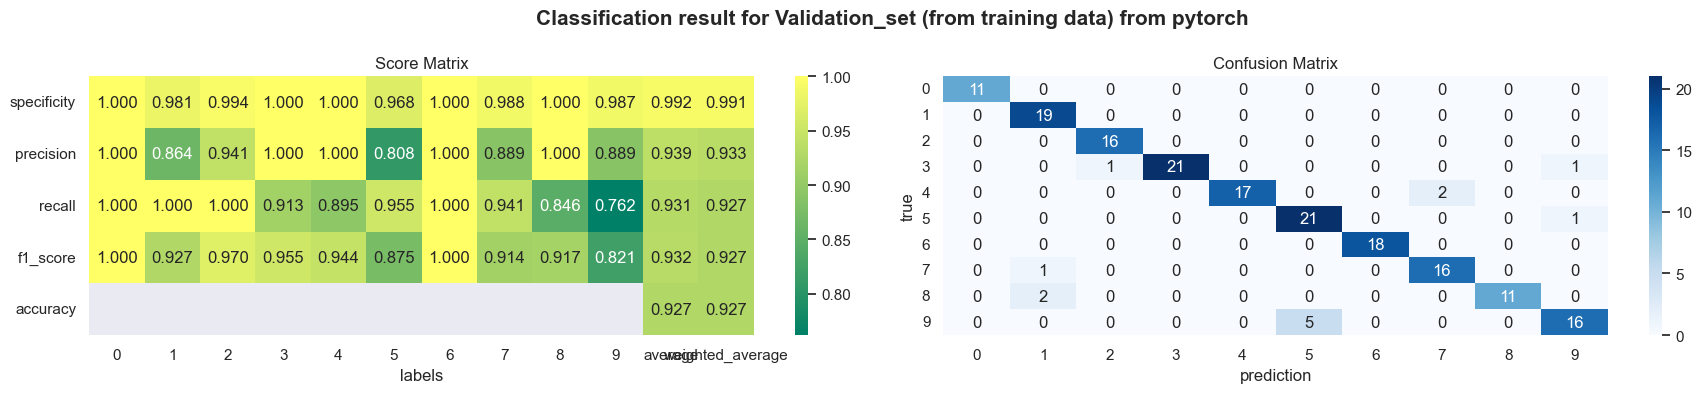 Classification result for Validation_set (from training data) from pytorch
Score Matrix
specificity 1.000 0.981 0.994 1.000 1.000 0.968 1.000 0.988 1.000 0.987 0.992 0.991
precision 1.000 0.864 0.941 1.000 1.000 0.808 1.000 0.889 1.000 0.889 0.939 0.933
recall 1.000 1.000 1.000 0.913 0.895 0.955 1.000 0.941 0.846 0.762 0.931 0.927
f1_score 1.000 0.927 0.970 0.955 0.944 0.875 1.000 0.914 0.917 0.821 0.932 0.927
accuracy 0.927 0.927
0 1 2 3 4 5 6 7 8 9 average weighted_average
labels
1.00
0.95
0.90
0.85
0.80
Confusion Matrix
true
0 11 0 0 0 0 0 0 0 0 0
1 0 19 0 0 0 0 0 0 0 0
2 0 0 16 0 0 0 0 0 0 0
3 0 0 1 21 0 0 0 0 0 1
4 0 0 0 0 17 0 0 2 0 0
5 0 0 0 0 0 21 0 0 0 1
6 0 0 0 0 0 0 18 0 0 0
7 0 1 0 0 0 0 0 16 0 0
8 0 2 0 0 0 0 0 0 11 0
9 0 0 0 0 0 5 0 0 0 16
0 1 2 3 4 5 6 7 8 9
prediction
20
15
10
5
0